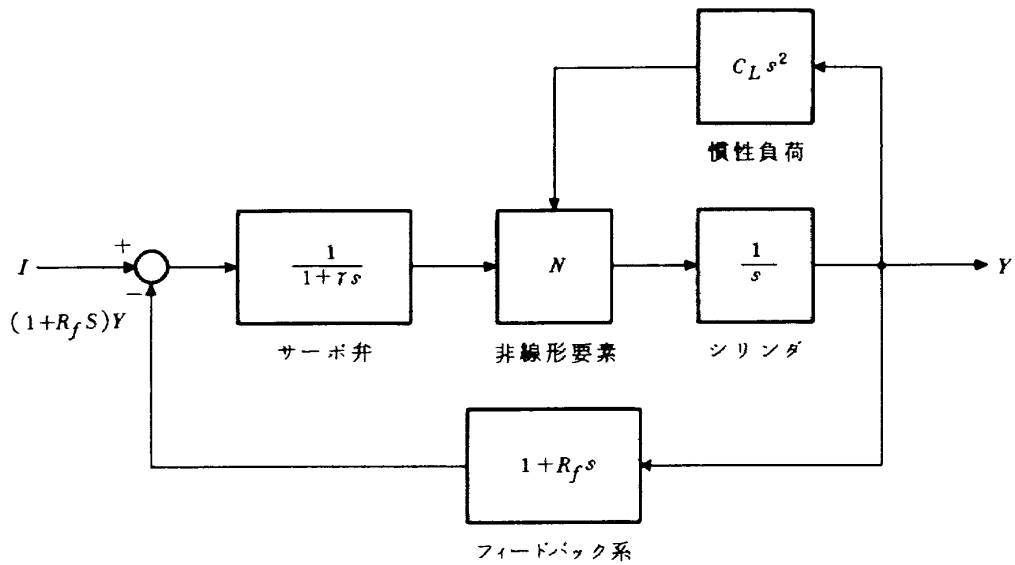 C_L s²
慣性負荷
I
+
−
(1+R_f S)Y
1/(1+τs)
サーボ弁
N
非線形要素
1/s
シリンダ
Y
1+R_f s
フィードバック系